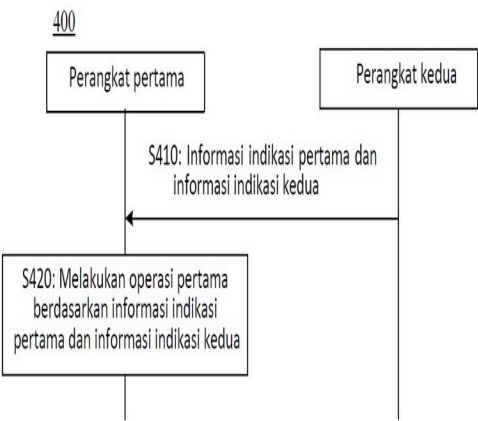 400
Perangkat pertama
Perangkat kedua
S410: Informasi indikasi pertama dan
informasi indikasi kedua
S420: Melakukan operasi pertama
berdasarkan informasi indikasi
pertama dan informasi indikasi kedua